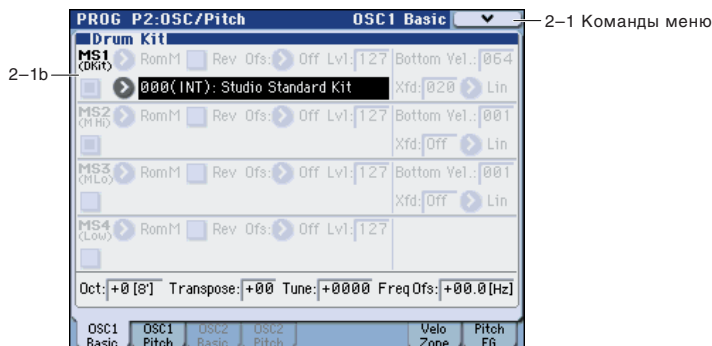 PROG P2:OSC/Pitch OSC1 Basic
2–1 Команды меню
Drum Kit
MS1 RomM Rev Ofs: Off Lvl: 127 Bottom Vel.: 064
(DKit)
2–1b
000(INT): Studio Standard Kit Xfd: 020 Lin
MS2 RomM Rev Ofs: Off Lvl: 127 Bottom Vel.: 001
(M Hi)
Xfd: Off Lin
MS3 RomM Rev Ofs: Off Lvl: 127 Bottom Vel.: 001
(MLo)
Xfd: Off Lin
MS4 RomM Rev Ofs: Off Lvl: 127
(Low)
Oct: +0 [8'] Transpose: +00 Tune: +0000 Freq Ofs: +00.0 [Hz]
OSC1 Basic OSC1 Pitch OSC2 Basic OSC2 Pitch Velo Zone Pitch EG